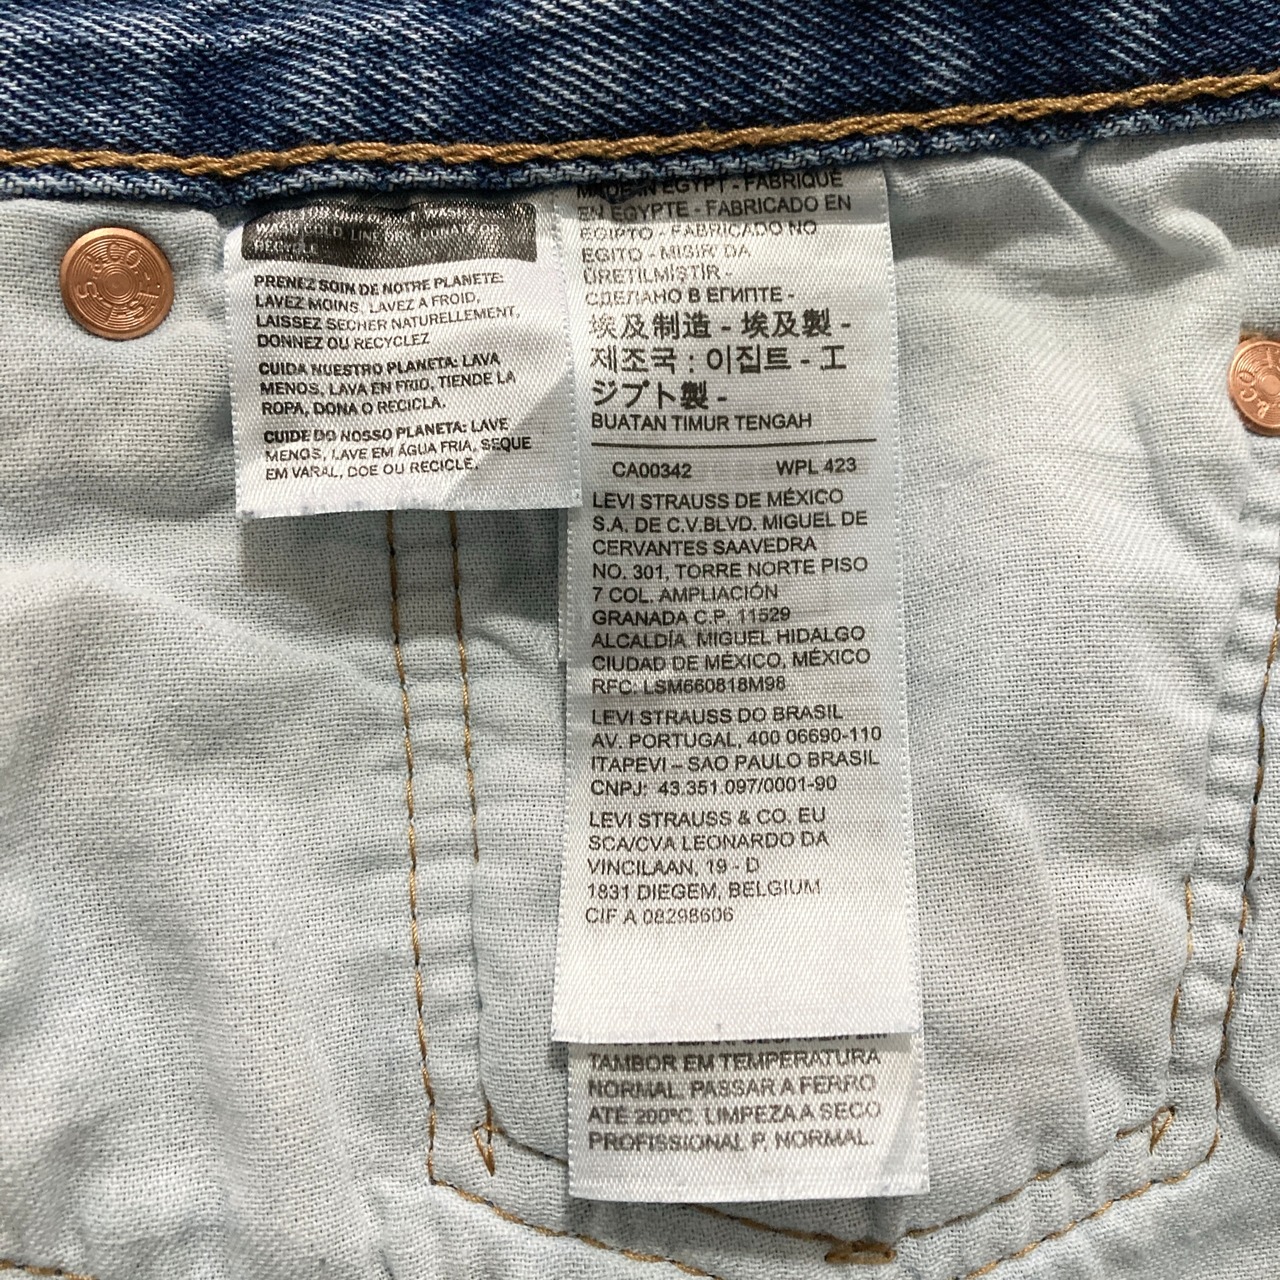 PRENEZ SOIN DE NOTRE PLANETE:
LAVEZ MOINS, LAVEZ A FROID,
LAISSEZ SECHER NATURELLEMENT,
DONNEZ OU RECYCLEZ
CUIDA NUESTRO PLANETA: LAVA
MENOS, LAVA EN FRIO, TIENDE LA
ROPA, DONA O RECICLA.
CUIDE DO NOSSO PLANETA: LAVE
MENOS, LAVE EM ÁGUA FRIA, SEQUE
EM VARAL, DOE OU RECICLE.
MADE IN EGYPT - FABRIQUÉ
EN EGYPTE - FABRICADO EN
EGIPTO - FABRICADO NO
EGITO - MISIR' DA
ÜRETİLMİŞTİR -
СДЕЛАНО В ЕГИПТЕ -
埃及制造 - 埃及製 -
제조국 : 이집트 - エ
ジプト製 -
BUATAN TIMUR TENGAH
CA00342 WPL 423
LEVI STRAUSS DE MÉXICO
S.A. DE C.V.BLVD. MIGUEL DE
CERVANTES SAAVEDRA
NO. 301, TORRE NORTE PISO
7 COL. AMPLIACIÓN
GRANADA C.P. 11529
ALCALDÍA. MIGUEL HIDALGO
CIUDAD DE MÉXICO, MÉXICO
RFC: LSM660818M98
LEVI STRAUSS DO BRASIL
AV. PORTUGAL, 400 06690-110
ITAPEVI – SAO PAULO BRASIL
CNPJ: 43.351.097/0001-90
LEVI STRAUSS & CO. EU
SCA/CVA LEONARDO DA
VINCILAAN, 19 - D
1831 DIEGEM, BELGIUM
CIF A 08298606
TAMBOR EM TEMPERATURA
NORMAL. PASSAR A FERRO
ATÉ 200ºC. LIMPEZA A SECO
PROFISSIONAL P, NORMAL.